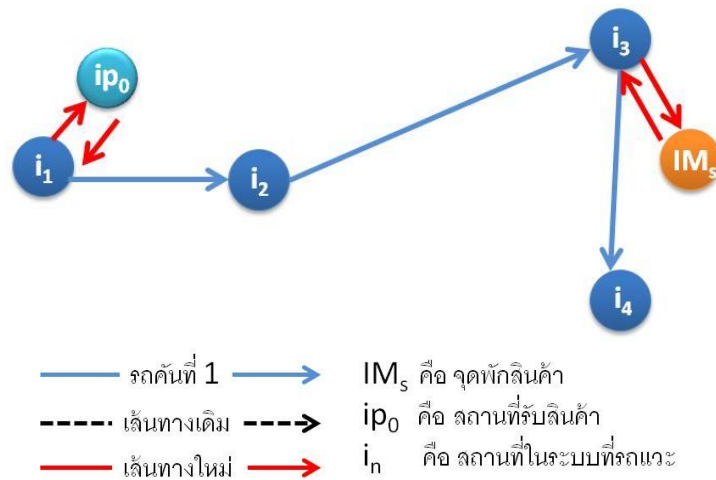 i3
ip0
i1
i2
IMs
i4
รถคันที่ 1
IMs คือ จุดพักสินค้า
เส้นทางเดิม
ip0 คือ สถานที่รับสินค้า
เส้นทางใหม่
in คือ สถานที่ในระบบที่รถแวะ